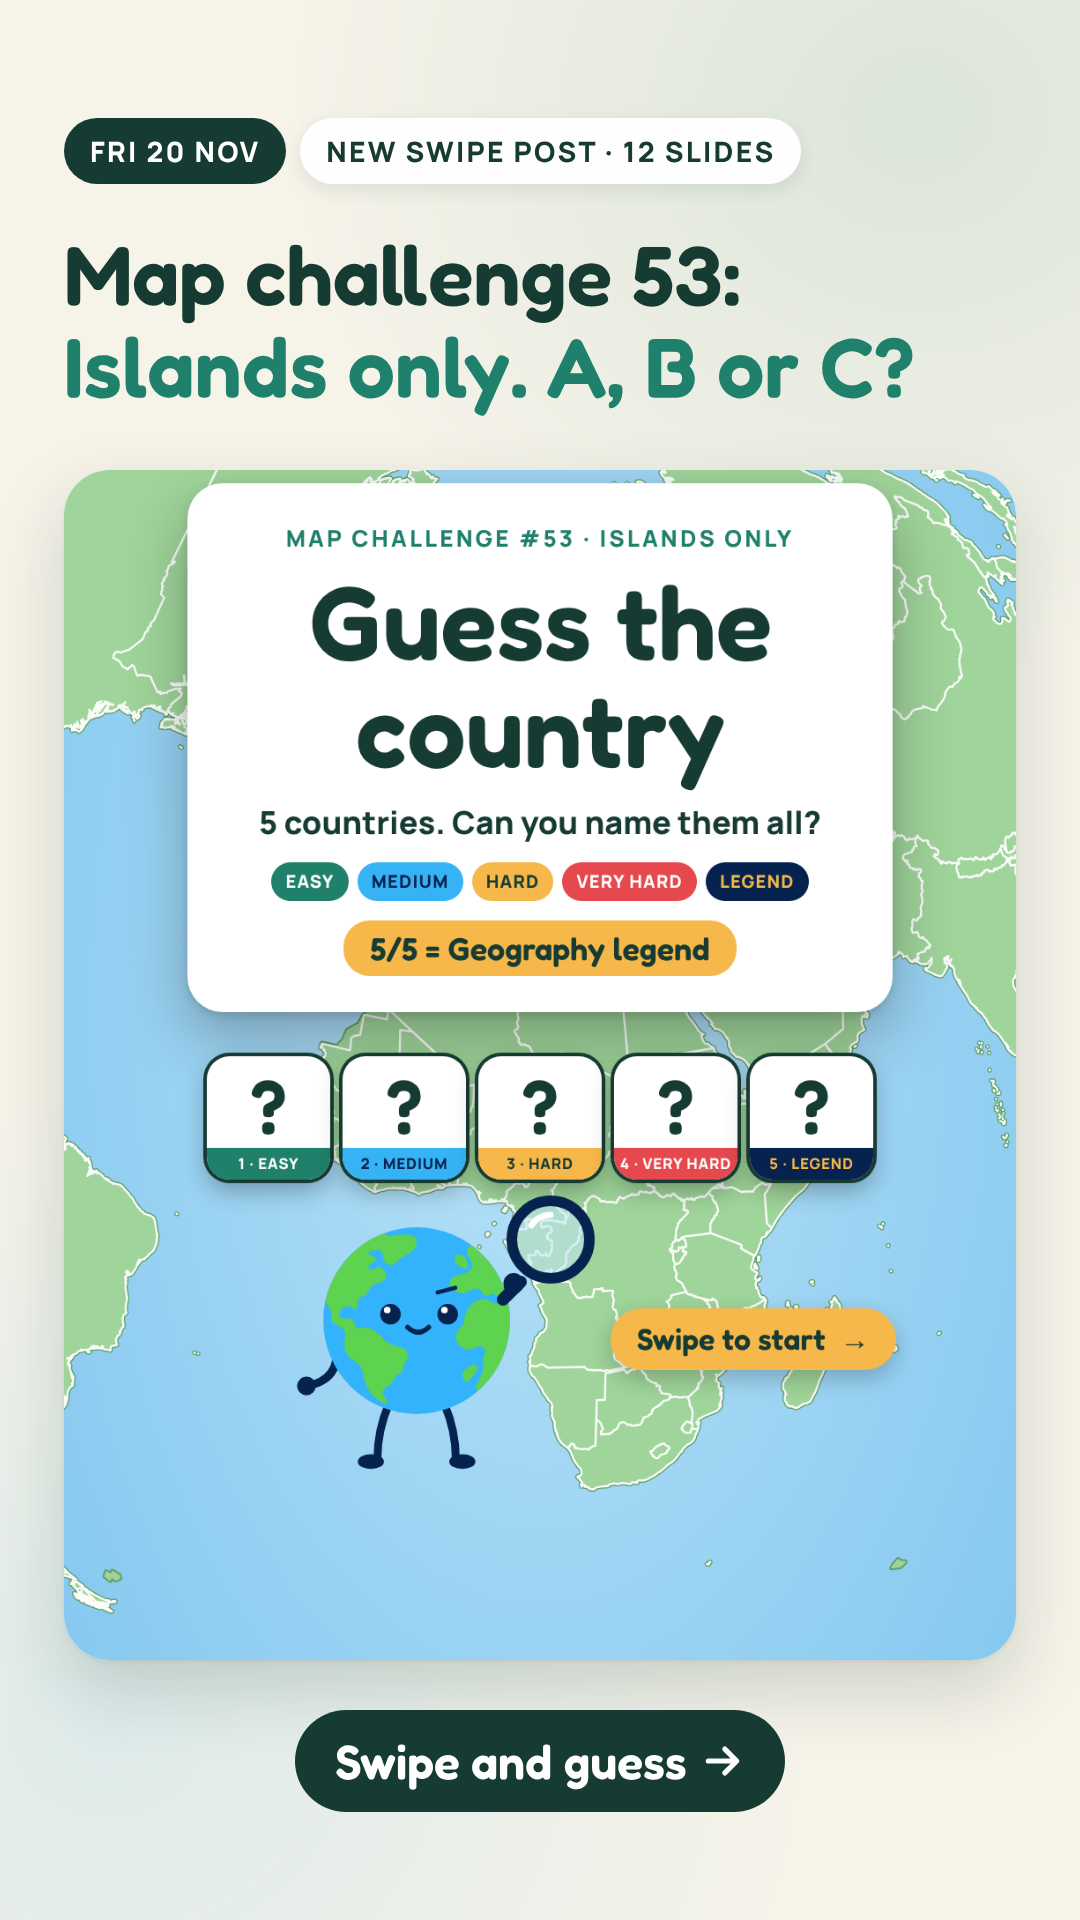 FRI 20 NOV
NEW SWIPE POST · 12 SLIDES
Map challenge 53:
Islands only. A, B or C?
MAP CHALLENGE #53 · ISLANDS ONLY
Guess the
country
5 countries. Can you name them all?
EASY MEDIUM HARD VERY HARD LEGEND
5/5 = Geography legend
? ? ? ? ?
1 · EASY 2 · MEDIUM 3 · HARD 4 · VERY HARD 5 · LEGEND
Swipe to start →
Swipe and guess →